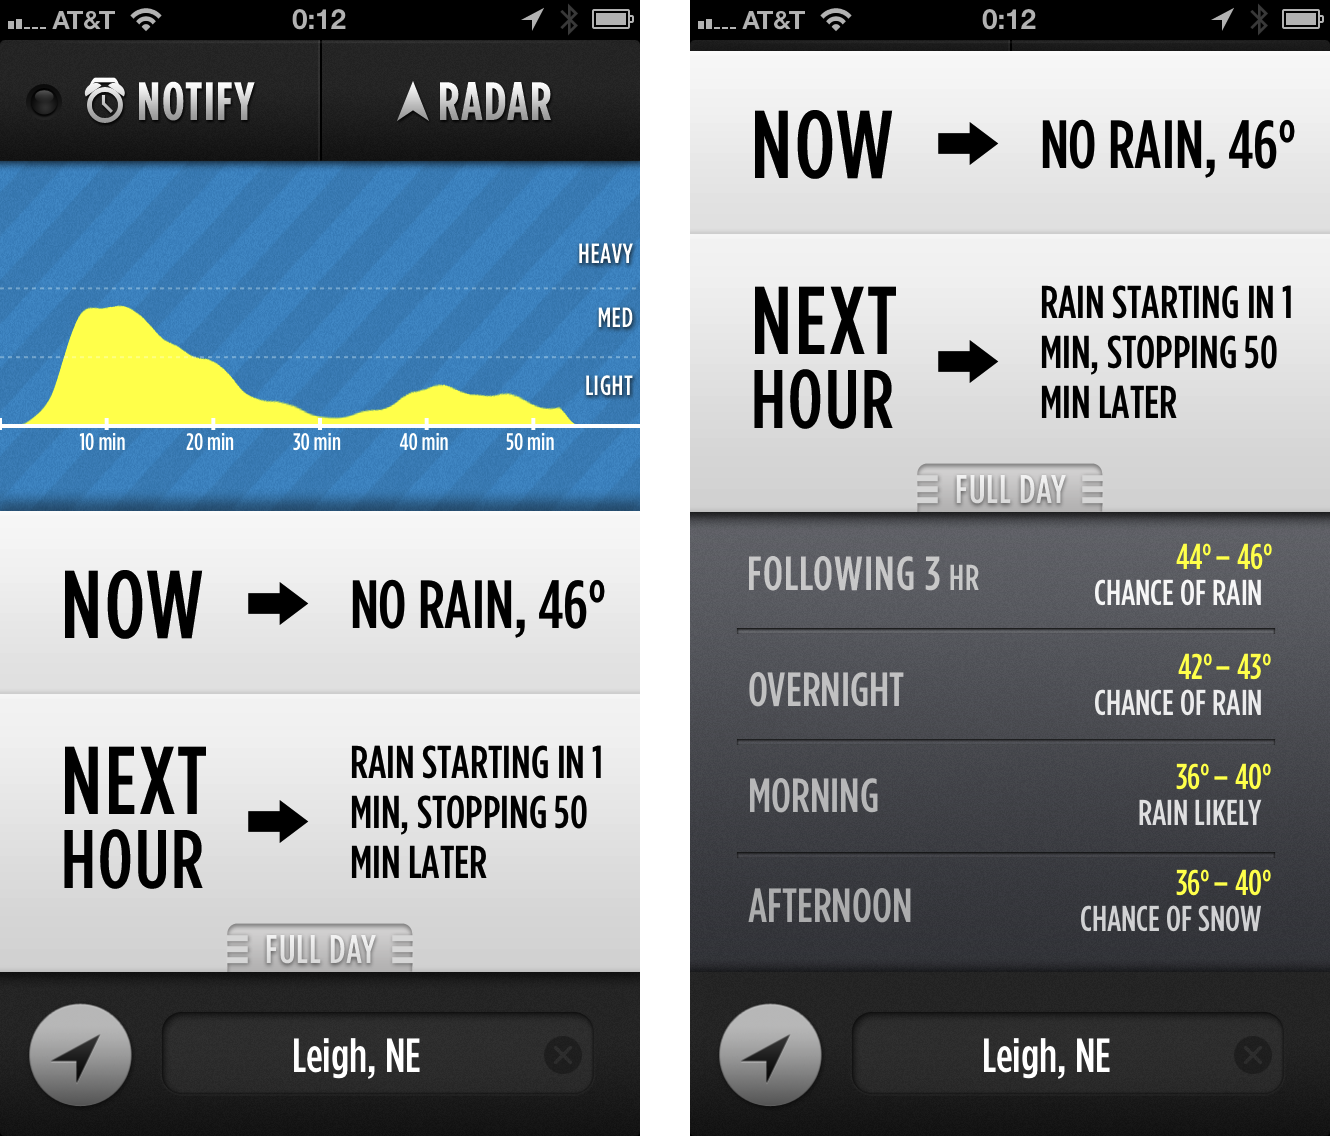 AT&T 0:12
NOTIFY RADAR
HEAVY
MED
LIGHT
10 min 20 min 30 min 40 min 50 min
NOW NO RAIN, 46°
NEXT
HOUR
RAIN STARTING IN 1
MIN, STOPPING 50
MIN LATER
FULL DAY
Leigh, NE
AT&T 0:12
NOW NO RAIN, 46°
NEXT
HOUR
RAIN STARTING IN 1
MIN, STOPPING 50
MIN LATER
FULL DAY
FOLLOWING 3 HR
44° – 46°
CHANCE OF RAIN
OVERNIGHT
42° – 43°
CHANCE OF RAIN
MORNING
36° – 40°
RAIN LIKELY
AFTERNOON
36° – 40°
CHANCE OF SNOW
Leigh, NE